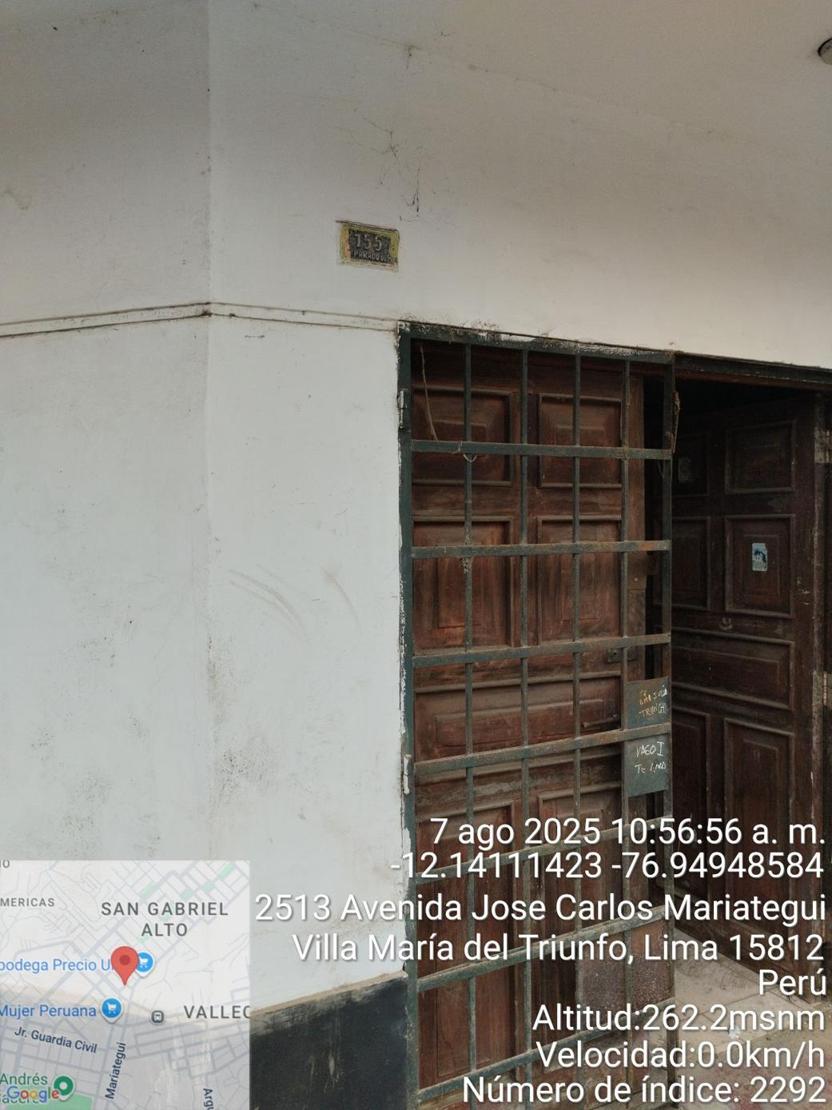 155
7 ago 2025 10:56:56 a. m.
-12.14111423 -76.94948584
2513 Avenida Jose Carlos Mariategui
Villa María del Triunfo, Lima 15812
Perú
Altitud:262.2msnm
Velocidad:0.0km/h
Número de índice: 2292
MERICAS
SAN GABRIEL
ALTO
bodega Precio U
Mujer Peruana
VALLEC
Jr. Guardia Civil
Mariategui
Andrés
Google